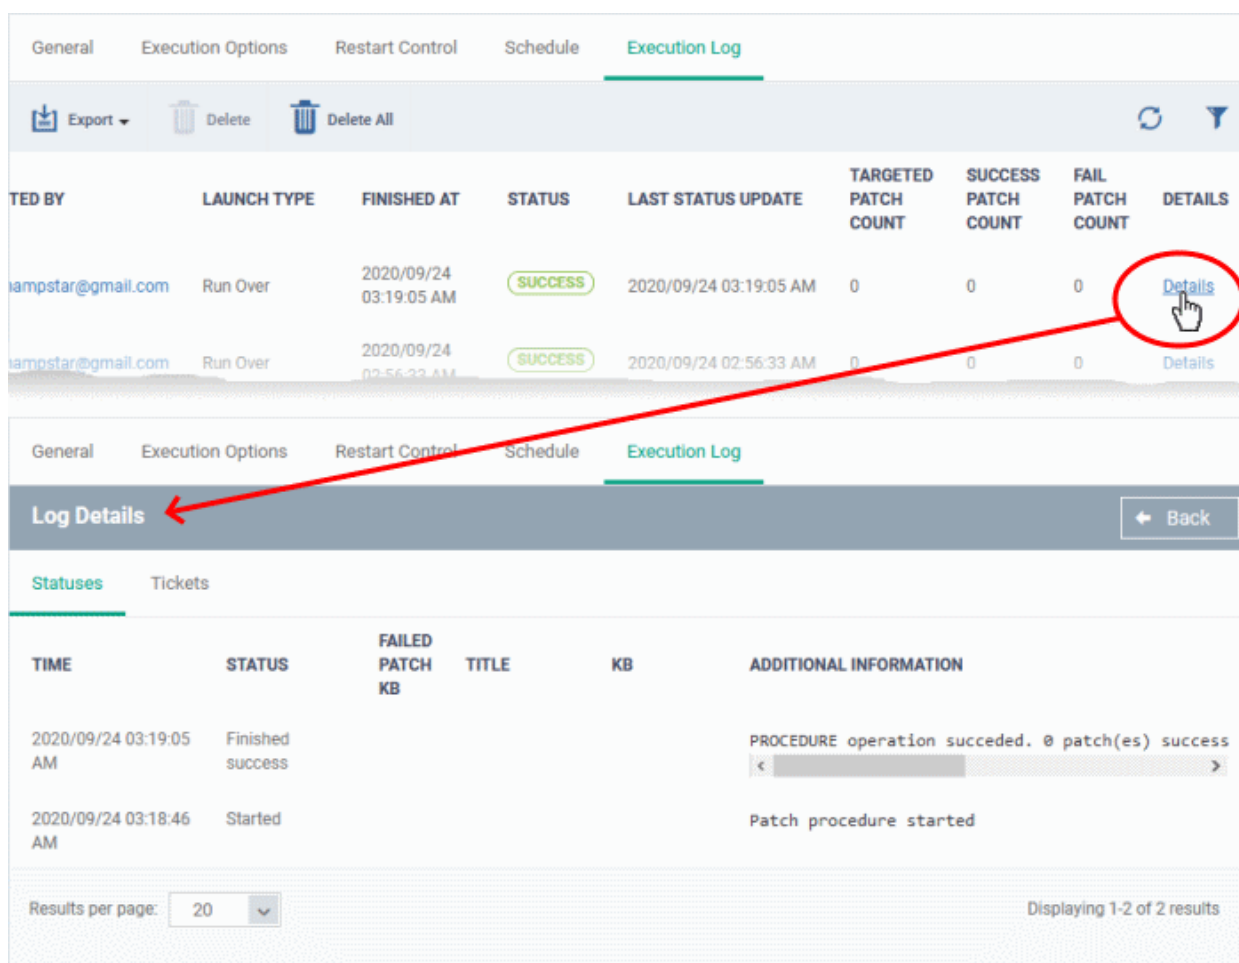 General Execution Options Restart Control Schedule Execution Log
Export Delete Delete All
TED BY LAUNCH TYPE FINISHED AT STATUS LAST STATUS UPDATE TARGETED PATCH COUNT SUCCESS PATCH COUNT FAIL PATCH COUNT DETAILS
ampstar@gmail.com Run Over 2020/09/24 03:19:05 AM SUCCESS 2020/09/24 03:19:05 AM 0 0 0 Details
ampstar@gmail.com Run Over 2020/09/24 02:56:33 AM SUCCESS 2020/09/24 02:56:33 AM 0 0 0 Details
General Execution Options Restart Control Schedule Execution Log
Log Details Back
Statuses Tickets
TIME STATUS FAILED PATCH KB TITLE KB ADDITIONAL INFORMATION
2020/09/24 03:19:05 AM Finished success PROCEDURE operation succeded. 0 patch(es) success
2020/09/24 03:18:46 AM Started Patch procedure started
Results per page: 20 Displaying 1-2 of 2 results